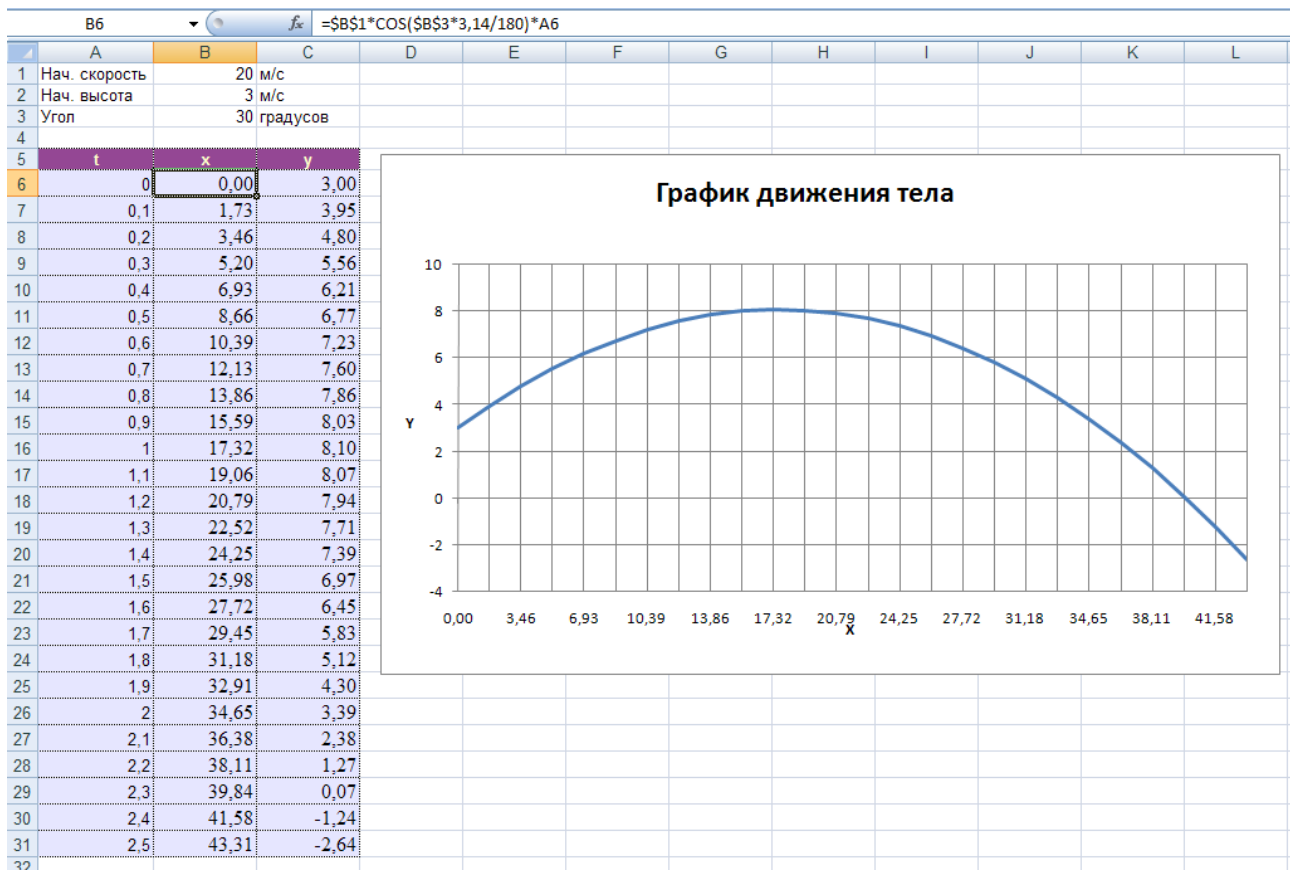 B6 fx =$B$1*COS($B$3*3,14/180)*A6
A B C D E F G H I J K L
1 Нач. скорость 20 м/с
2 Нач. высота 3 м/с
3 Угол 30 градусов
4
5 t x y
6 0 0,00 3,00
7 0,1 1,73 3,95
8 0,2 3,46 4,80
9 0,3 5,20 5,56
10 0,4 6,93 6,21
11 0,5 8,66 6,77
12 0,6 10,39 7,23
13 0,7 12,13 7,60
14 0,8 13,86 7,86
15 0,9 15,59 8,03
16 1 17,32 8,10
17 1,1 19,06 8,07
18 1,2 20,79 7,94
19 1,3 22,52 7,71
20 1,4 24,25 7,39
21 1,5 25,98 6,97
22 1,6 27,72 6,45
23 1,7 29,45 5,83
24 1,8 31,18 5,12
25 1,9 32,91 4,30
26 2 34,65 3,39
27 2,1 36,38 2,38
28 2,2 38,11 1,27
29 2,3 39,84 0,07
30 2,4 41,58 -1,24
31 2,5 43,31 -2,64
32
График движения тела
10
8
6
4
Y
2
0
-2
-4
0,00 3,46 6,93 10,39 13,86 17,32 20,79 24,25 27,72 31,18 34,65 38,11 41,58
X